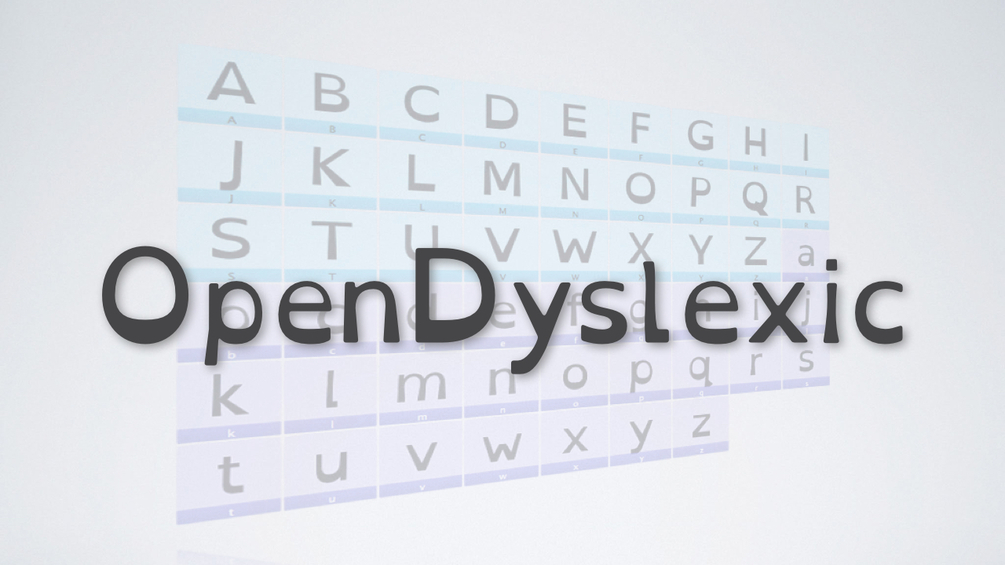 A B C D E F G H I
A B C D E
J K L M N O P Q R
J K L M N O P Q
S T U V W X Y Z a
S T V
OpenDyslexic
b c d e f g h i j
b c
k l m n o p q r s
k l m n o p
t u v w x y z
t u v w x y z